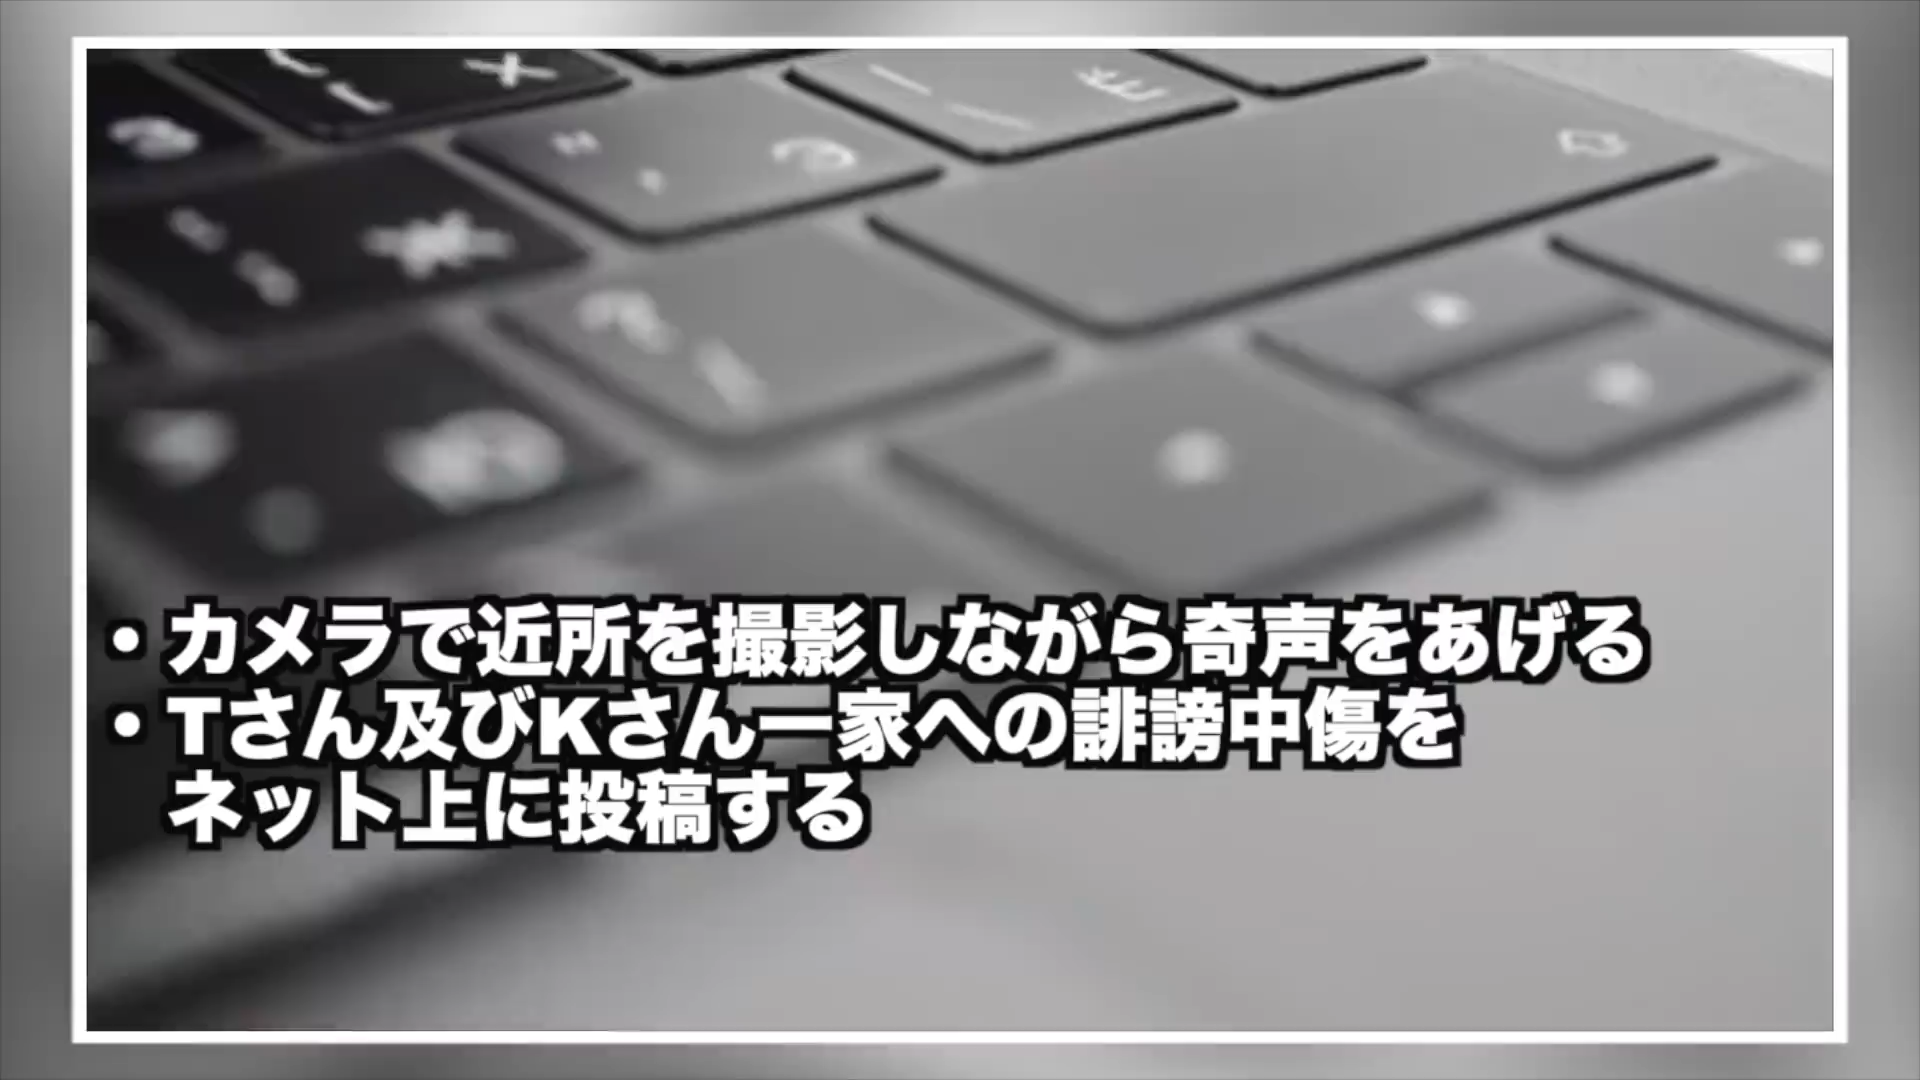 ・カメラで近所を撮影しながら奇声をあげる
・Tさん及びKさん一家への誹謗中傷を
ネット上に投稿する